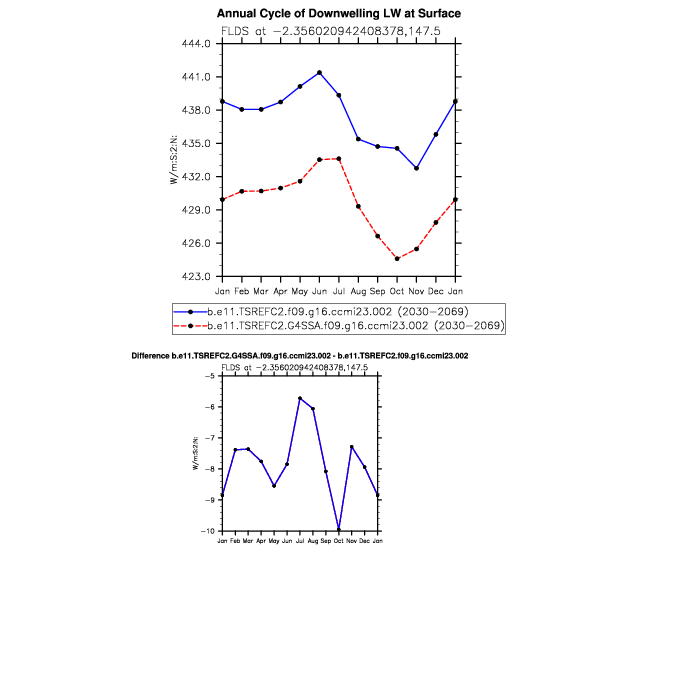 Annual Cycle of Downwelling LW at Surface
FLDS at −2.356020942408378,147.5
444.0
441.0
438.0
435.0
432.0
429.0
426.0
423.0
W/m:S:2:N:
Jan Feb Mar Apr May Jun Jul Aug Sep Oct Nov Dec Jan
b.e11.TSREFC2.f09.g16.ccmi23.002 (2030−2069)
b.e11.TSREFC2.G4SSA.f09.g16.ccmi23.002 (2030−2069)
Difference b.e11.TSREFC2.G4SSA.f09.g16.ccmi23.002 - b.e11.TSREFC2.f09.g16.ccmi23.002
FLDS at −2.356020942408378,147.5
−5
−6
−7
−8
−9
−10
W/m:S:2:N:
Jan Feb Mar Apr May Jun Jul Aug Sep Oct Nov Dec Jan